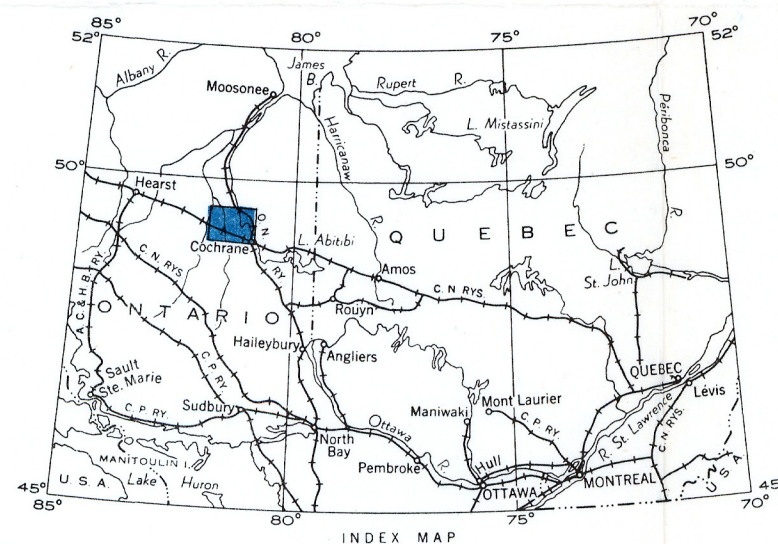 85°
80°
75°
70°
52°
52°
James
B.
Albany R.
Moosonee
Rupert R.
L. Mistassini
Harricanaw
R.
Péribonca
R.
50°
50°
Hearst
O. N. RY
Cochrane
L. Abitibi
QUEBEC
C. N. RYS
Amos
C. N. RYS
L.
St. John
A. C. & H. B. RY.
ONTARIO
Rouyn
Haileybury
Angliers
C. P. RY.
Sault
Ste. Marie
QUEBEC
Lévis
Sudbury
C. P. RY.
Mont Laurier
Maniwaki
C. P. RY.
Ottawa
R.
R. St. Lawrence
C. N. RYS.
North
Bay
Pembroke
Hull
MANITOULIN I.
OTTAWA
MONTREAL
U. S. A.
U. S. A.
Lake Huron
45°
45
85°
80°
75°
70°
INDEX MAP